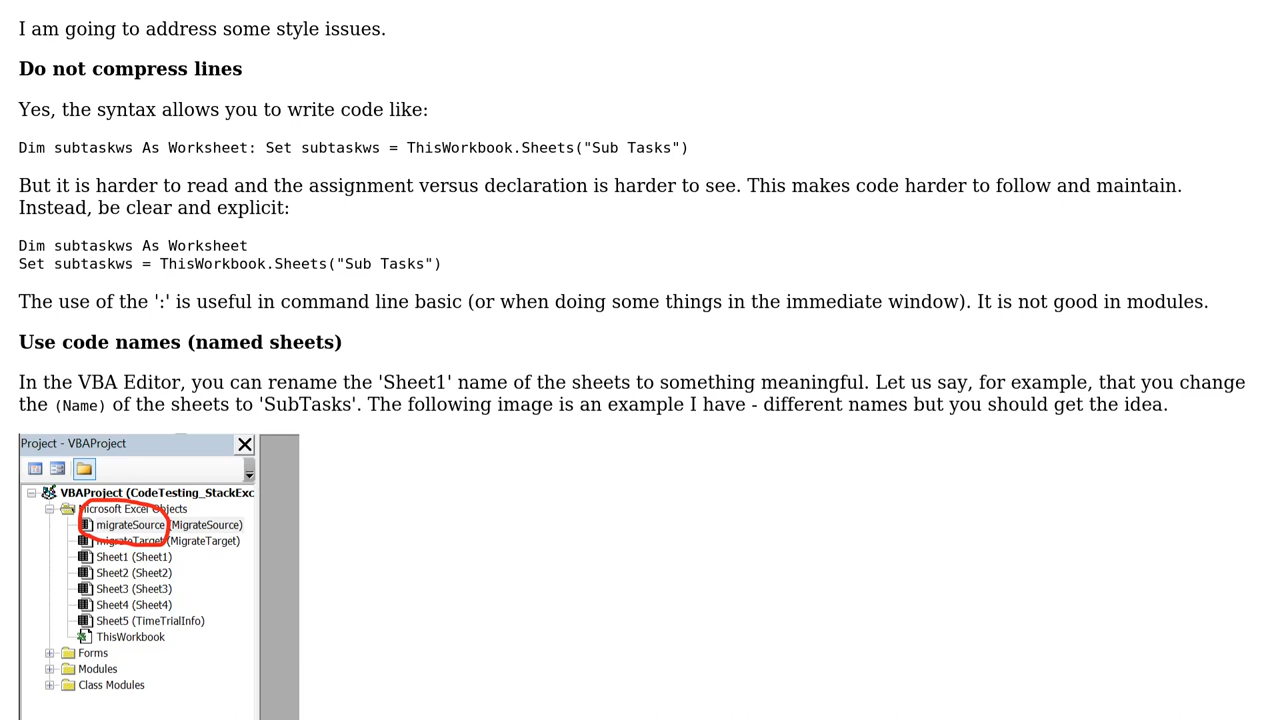 I am going to address some style issues.
Do not compress lines
Yes, the syntax allows you to write code like:
Dim subtaskws As Worksheet: Set subtaskws = ThisWorkbook.Sheets("Sub Tasks")
But it is harder to read and the assignment versus declaration is harder to see. This makes code harder to follow and maintain.
Instead, be clear and explicit:
Dim subtaskws As Worksheet
Set subtaskws = ThisWorkbook.Sheets("Sub Tasks")
The use of the ':' is useful in command line basic (or when doing some things in the immediate window). It is not good in modules.
Use code names (named sheets)
In the VBA Editor, you can rename the 'Sheet1' name of the sheets to something meaningful. Let us say, for example, that you change
the (Name) of the sheets to 'SubTasks'. The following image is an example I have - different names but you should get the idea.
Project - VBAProject
VBAProject (CodeTesting_StackExc
Microsoft Excel Objects
migrateSource (MigrateSource)
migrateTarget (MigrateTarget)
Sheet1 (Sheet1)
Sheet2 (Sheet2)
Sheet3 (Sheet3)
Sheet4 (Sheet4)
Sheet5 (TimeTrialInfo)
ThisWorkbook
Forms
Modules
Class Modules